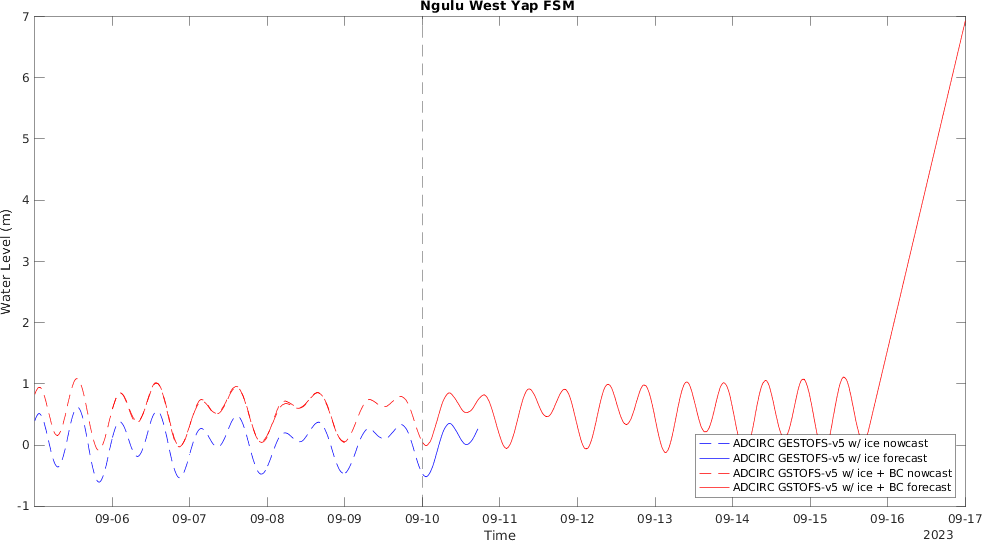 Ngulu West Yap FSM
7
6
5
4
3
2
1
0
-1
Water Level (m)
ADCIRC GESTOFS-v5 w/ ice nowcast
ADCIRC GESTOFS-v5 w/ ice forecast
ADCIRC GSTOFS-v5 w/ ice + BC nowcast
ADCIRC GSTOFS-v5 w/ ice + BC forecast
09-06 09-07 09-08 09-09 09-10 09-11 09-12 09-13 09-14 09-15 09-16 09-17
Time
2023